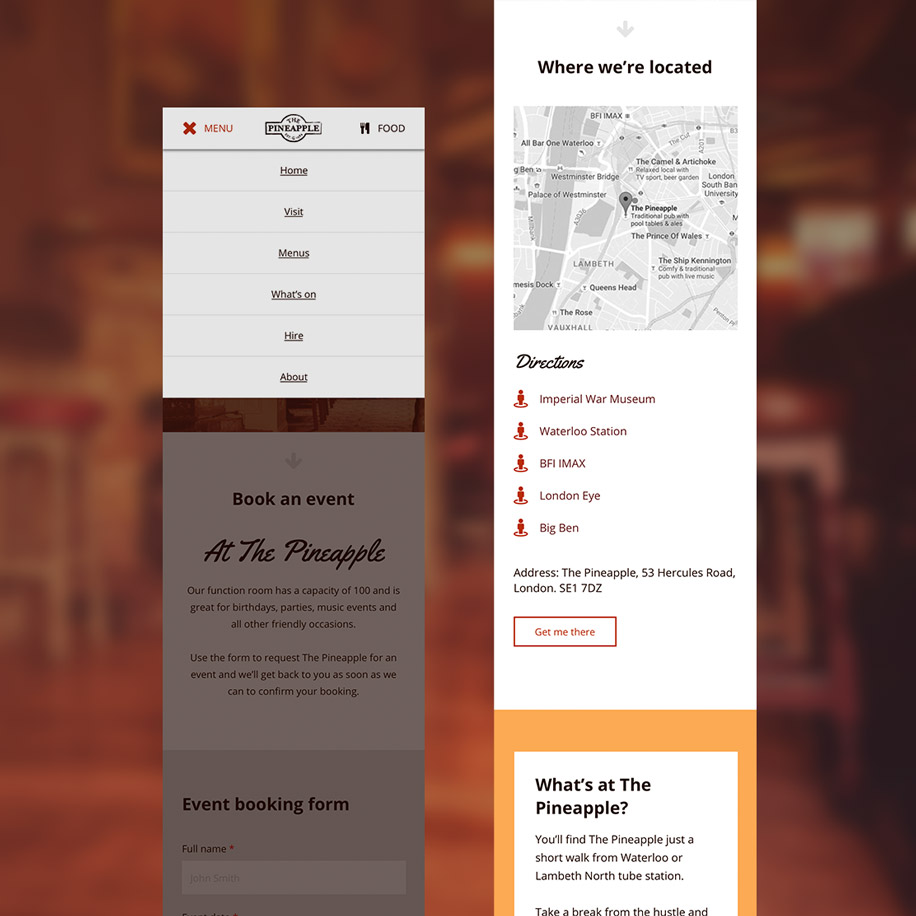 MENU
THE
PINEAPPLE
FOOD
Home
Visit
Menus
What's on
Hire
About
Book an event
At The Pineapple
Our function room has a capacity of 100 and is
great for birthdays, parties, music events and
all other friendly occasions.
Use the form to request The Pineapple for an
event and we'll get back to you as soon as we
can to confirm your booking.
Event booking form
Full name *
John Smith
Where we're located
BFI IMAX
All Bar One Waterloo
The Cut
A201
B3
The Camel & Artichoke
Relaxed local with
TV sport, beer garden
g Ben
Westminster Bridge
London
South Ban
University
Palace of Westminster
The Pineapple
Traditional pub with
pool tables & ales
A3036
Millbank
The Prince Of Wales
LAMBETH
The Ship Kennington
Comfy & traditional
pub with live music
mesis Dock
Queens Head
The Rose
VAUXHALL
Directions
Imperial War Museum
Waterloo Station
BFI IMAX
London Eye
Big Ben
Address: The Pineapple, 53 Hercules Road,
London. SE1 7DZ
Get me there
What's at The
Pineapple?
You'll find The Pineapple just a
short walk from Waterloo or
Lambeth North tube station.
Take a break from the hustle and